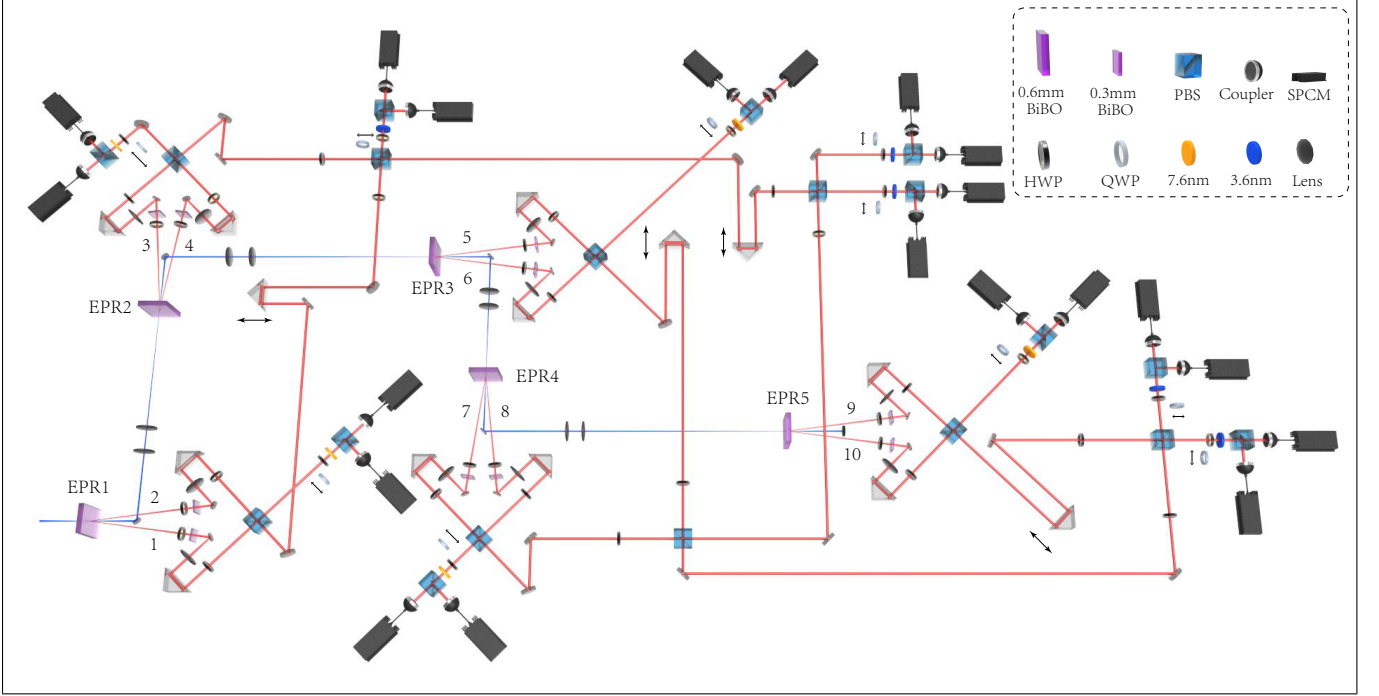 0.6mm
BiBO
0.3mm
BiBO
PBS
Coupler
SPCM
HWP
QWP
7.6nm
3.6nm
Lens
3
4
EPR2
5
6
EPR3
EPR4
7
8
EPR5
9
10
EPR1
2
1